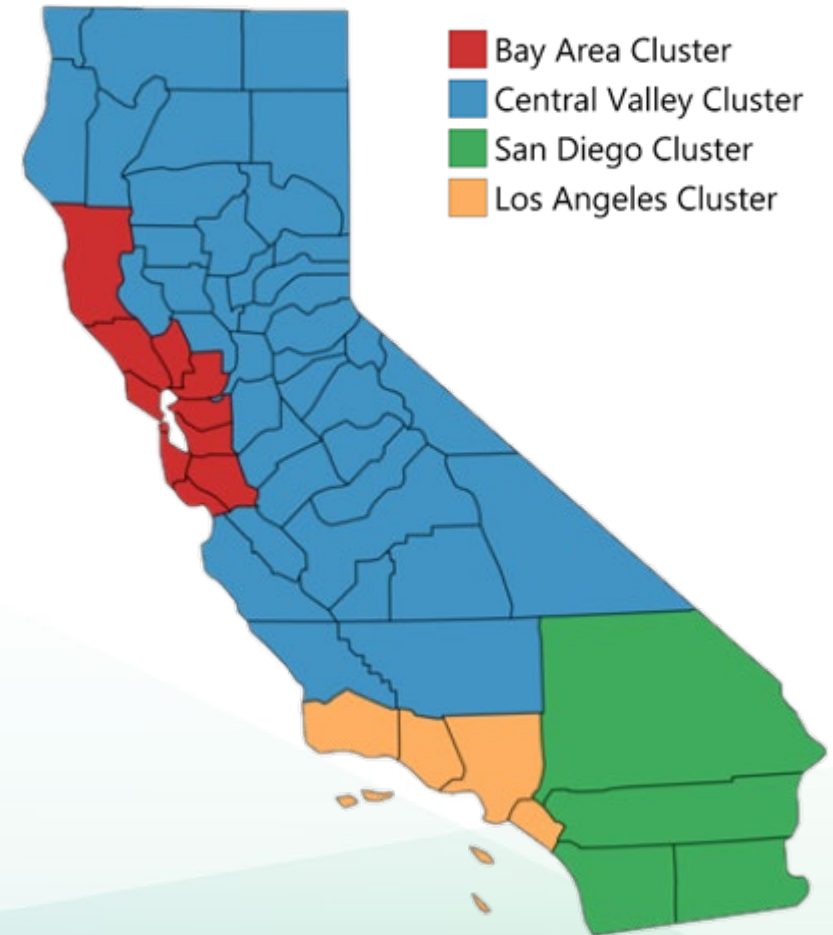 Bay Area Cluster
Central Valley Cluster
San Diego Cluster
Los Angeles Cluster